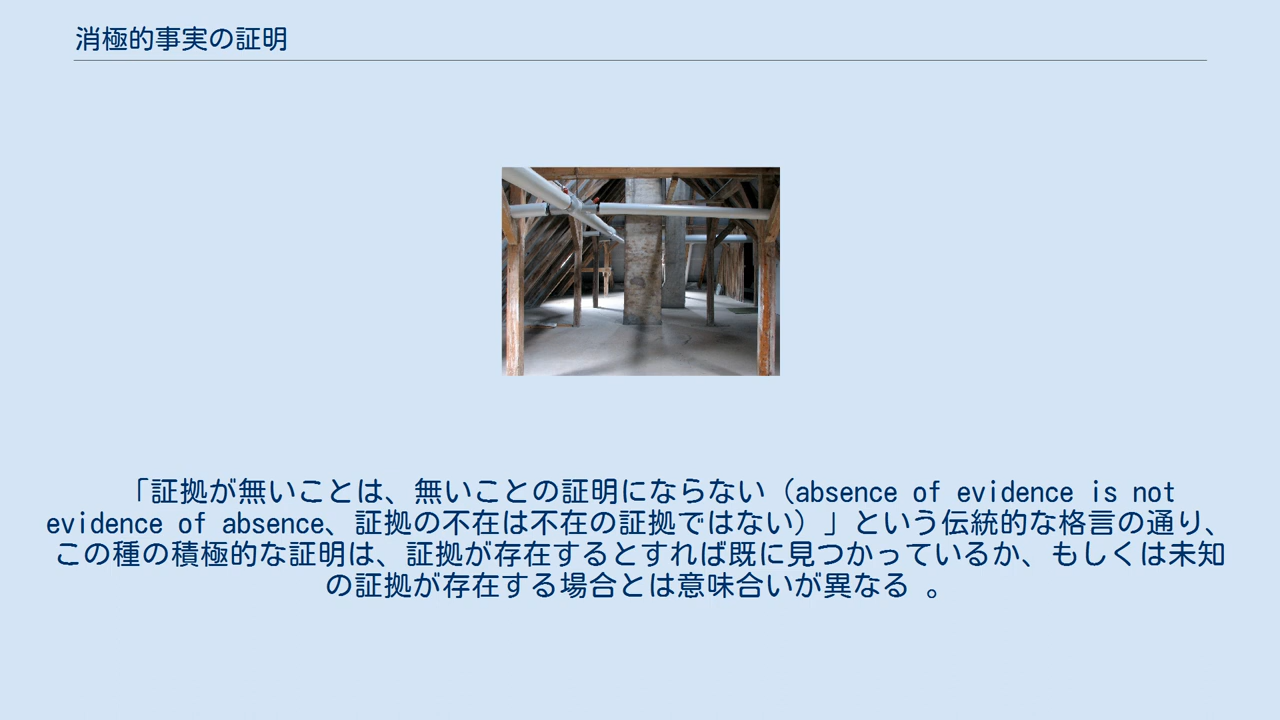 消極的事実の証明
「証拠が無いことは、無いことの証明にならない（absence of evidence is not
evidence of absence、証拠の不在は不在の証拠ではない）」という伝統的な格言の通り、
この種の積極的な証明は、証拠が存在するとすれば既に見つかっているか、もしくは未知
の証拠が存在する場合とは意味合いが異なる 。